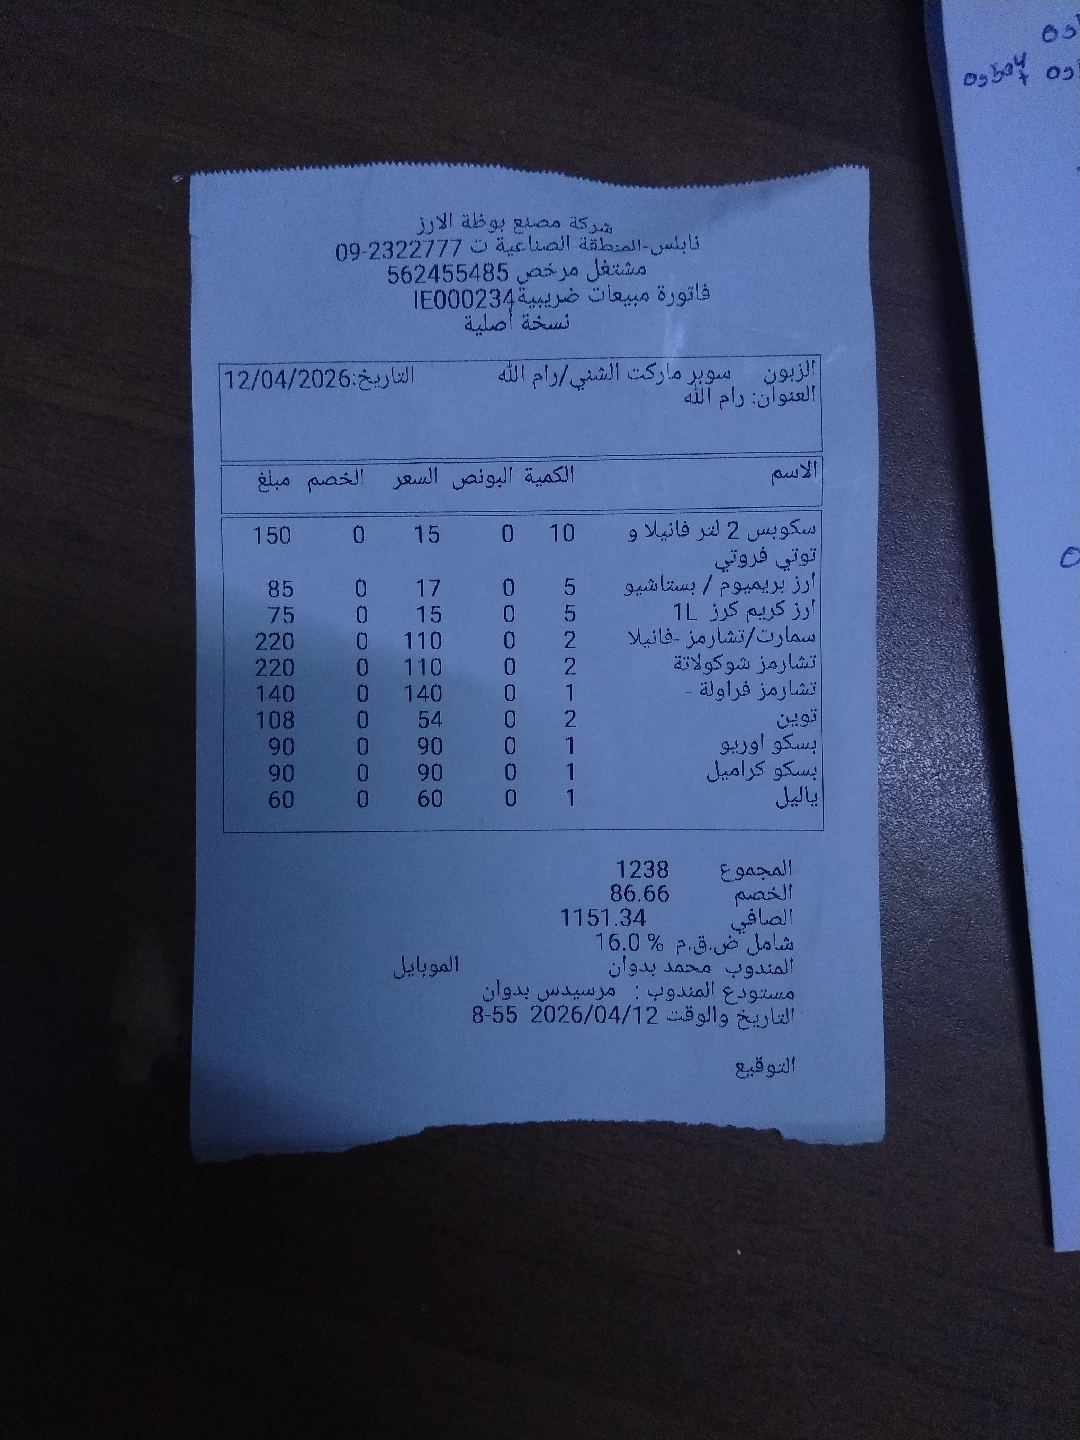 شركة مصنع بوظة الارز
نابلس-المنطقة الصناعية ت 09-2322777
مشتغل مرخص 562455485
فاتورة مبيعات ضريبية IE000234
نسخة أصلية
الزبون سوبر ماركت الشني/رام الله التاريخ:12/04/2026
العنوان: رام الله
الاسم الكمية البونص السعر الخصم مبلغ
سكوبس 2 لتر فانيلا و 10 0 15 0 150
توتي فروتي
ارز بريميوم / بستاشيو 5 0 17 0 85
ارز كريم كرز 1L 5 0 15 0 75
سمارت/تشارمز -فانيلا 2 0 110 0 220
تشارمز شوكولاتة 2 0 110 0 220
تشارمز فراولة - 1 0 140 0 140
توين 2 0 54 0 108
بسكو اوريو 1 0 90 0 90
بسكو كراميل 1 0 90 0 90
ياليل 1 0 60 0 60
المجموع 1238
الخصم 86.66
الصافي 1151.34
شامل ض.ق.م % 16.0
المندوب محمد بدوان الموبايل
مستودع المندوب : مرسيدس بدوان
التاريخ والوقت 2026/04/12 8-55
التوقيع